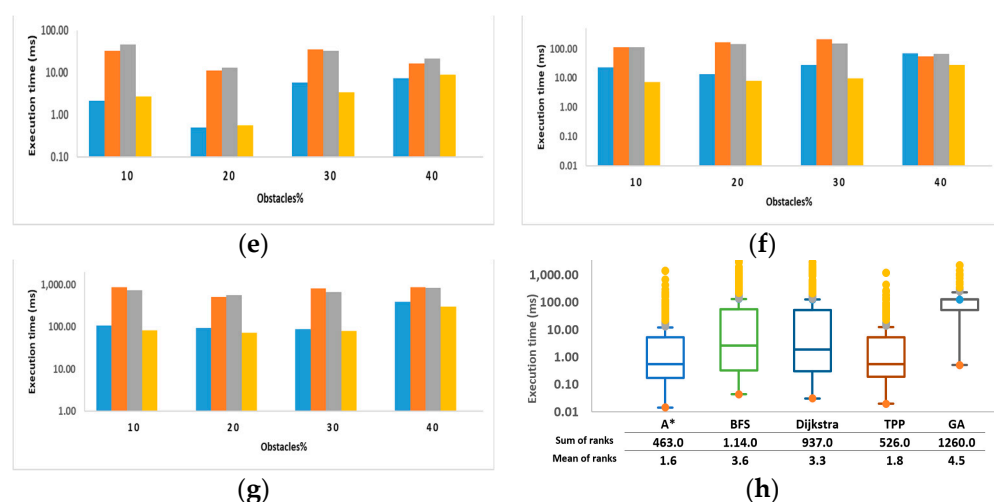 100.00
10.00
1.00
0.10
Execution time (ms)
10 20 30 40
Obstacles%
(e)
100.00
10.00
1.00
0.10
0.01
Execution time (ms)
10 20 30 40
Obstacles%
(f)
1,000.00
100.00
10.00
1.00
Execution time (ms)
10 20 30 40
Obstacles%
(g)
1,000.00
100.00
10.00
1.00
0.10
0.01
Execution time (ms)
A* BFS Dijkstra TPP GA
Sum of ranks 463.0 1.14.0 937.0 526.0 1260.0
Mean of ranks 1.6 3.6 3.3 1.8 4.5
(h)